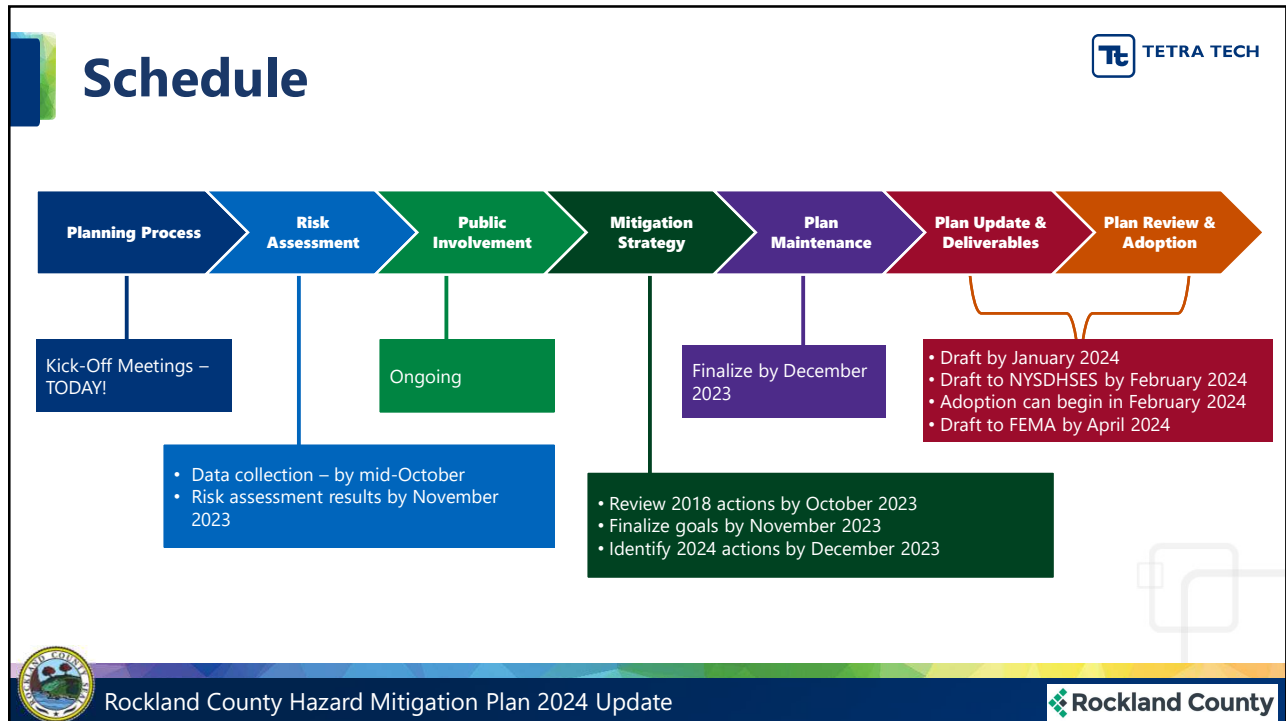 Schedule
Tt TETRA TECH
Planning Process
Risk
Assessment
Public
Involvement
Mitigation
Strategy
Plan
Maintenance
Plan Update &
Deliverables
Plan Review &
Adoption
Kick-Off Meetings –
TODAY!
Ongoing
Finalize by December
2023
• Draft by January 2024
• Draft to NYSDHSES by February 2024
• Adoption can begin in February 2024
• Draft to FEMA by April 2024
• Data collection – by mid-October
• Risk assessment results by November
2023
• Review 2018 actions by October 2023
• Finalize goals by November 2023
• Identify 2024 actions by December 2023
ROCKLAND COUNTY SEAL
Rockland County Hazard Mitigation Plan 2024 Update
Rockland County